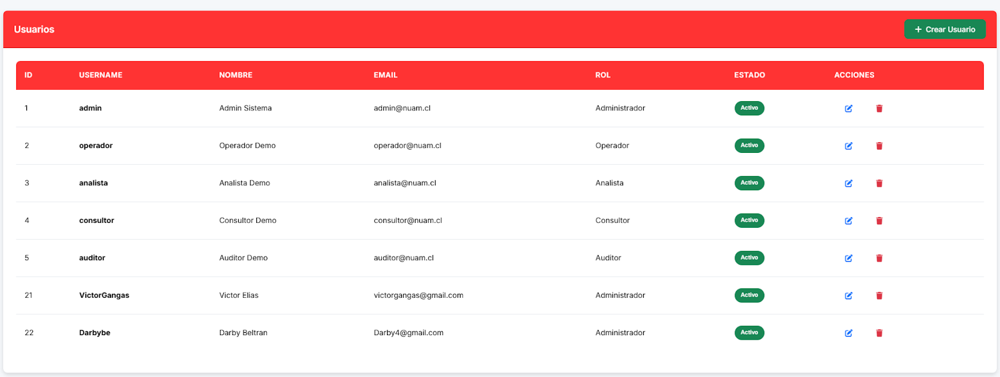 Usuarios
+ Crear Usuario
ID USERNAME NOMBRE EMAIL ROL ESTADO ACCIONES
1 admin Admin Sistema admin@nuam.cl Administrador Activo
2 operador Operador Demo operador@nuam.cl Operador Activo
3 analista Analista Demo analista@nuam.cl Analista Activo
4 consultor Consultor Demo consultor@nuam.cl Consultor Activo
5 auditor Auditor Demo auditor@nuam.cl Auditor Activo
21 VictorGangas Victor Elias victorgangas@gmail.com Administrador Activo
22 Darbybe Darby Beltran Darby4@gmail.com Administrador Activo